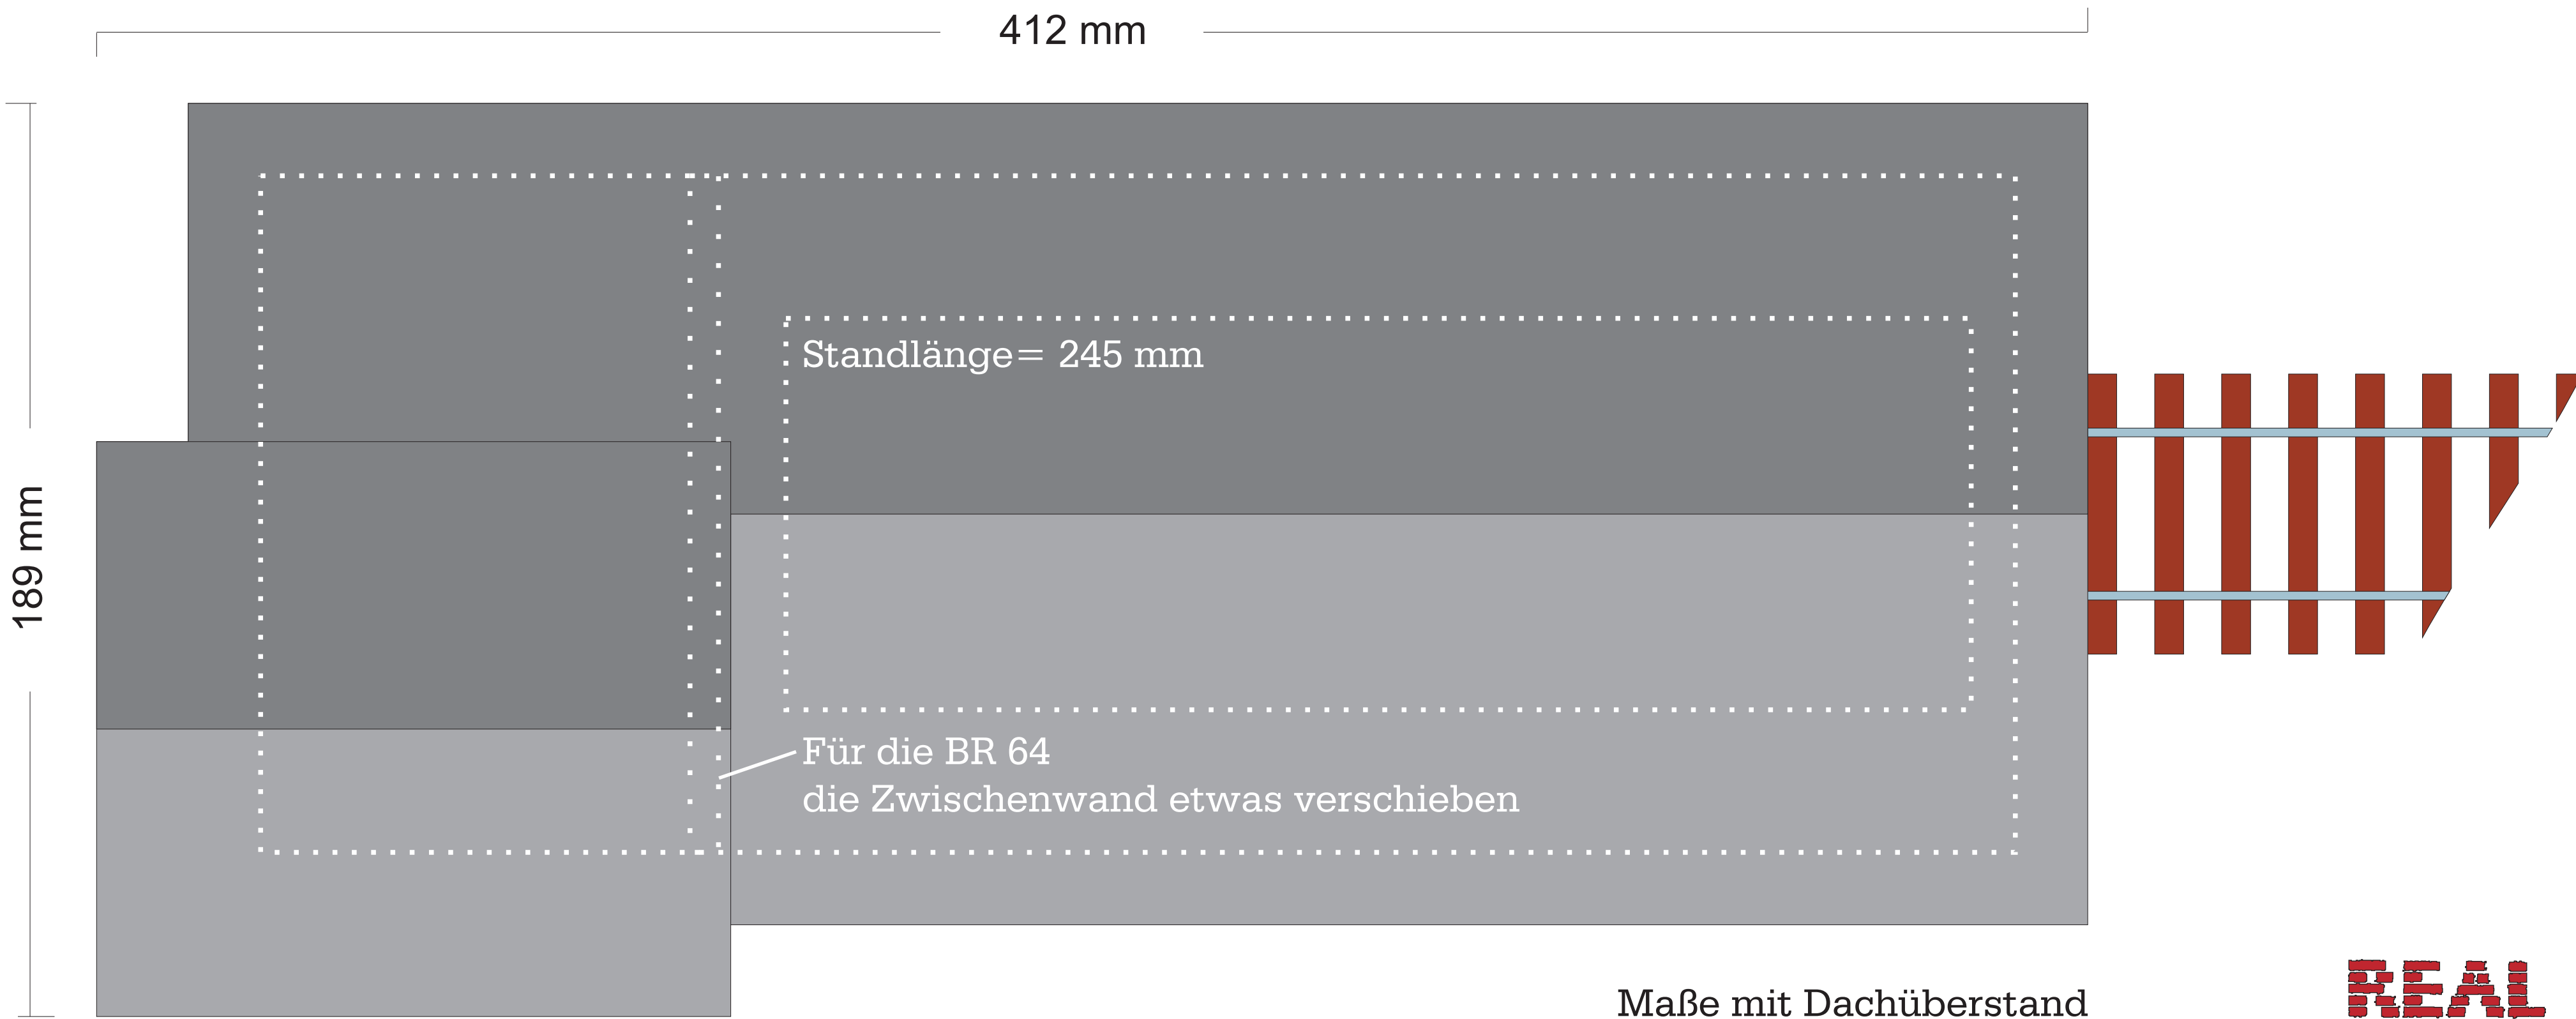 412 mm
189 mm
Standlänge= 245 mm
Für die BR 64
die Zwischenwand etwas verschieben
Maße mit Dachüberstand
REAL